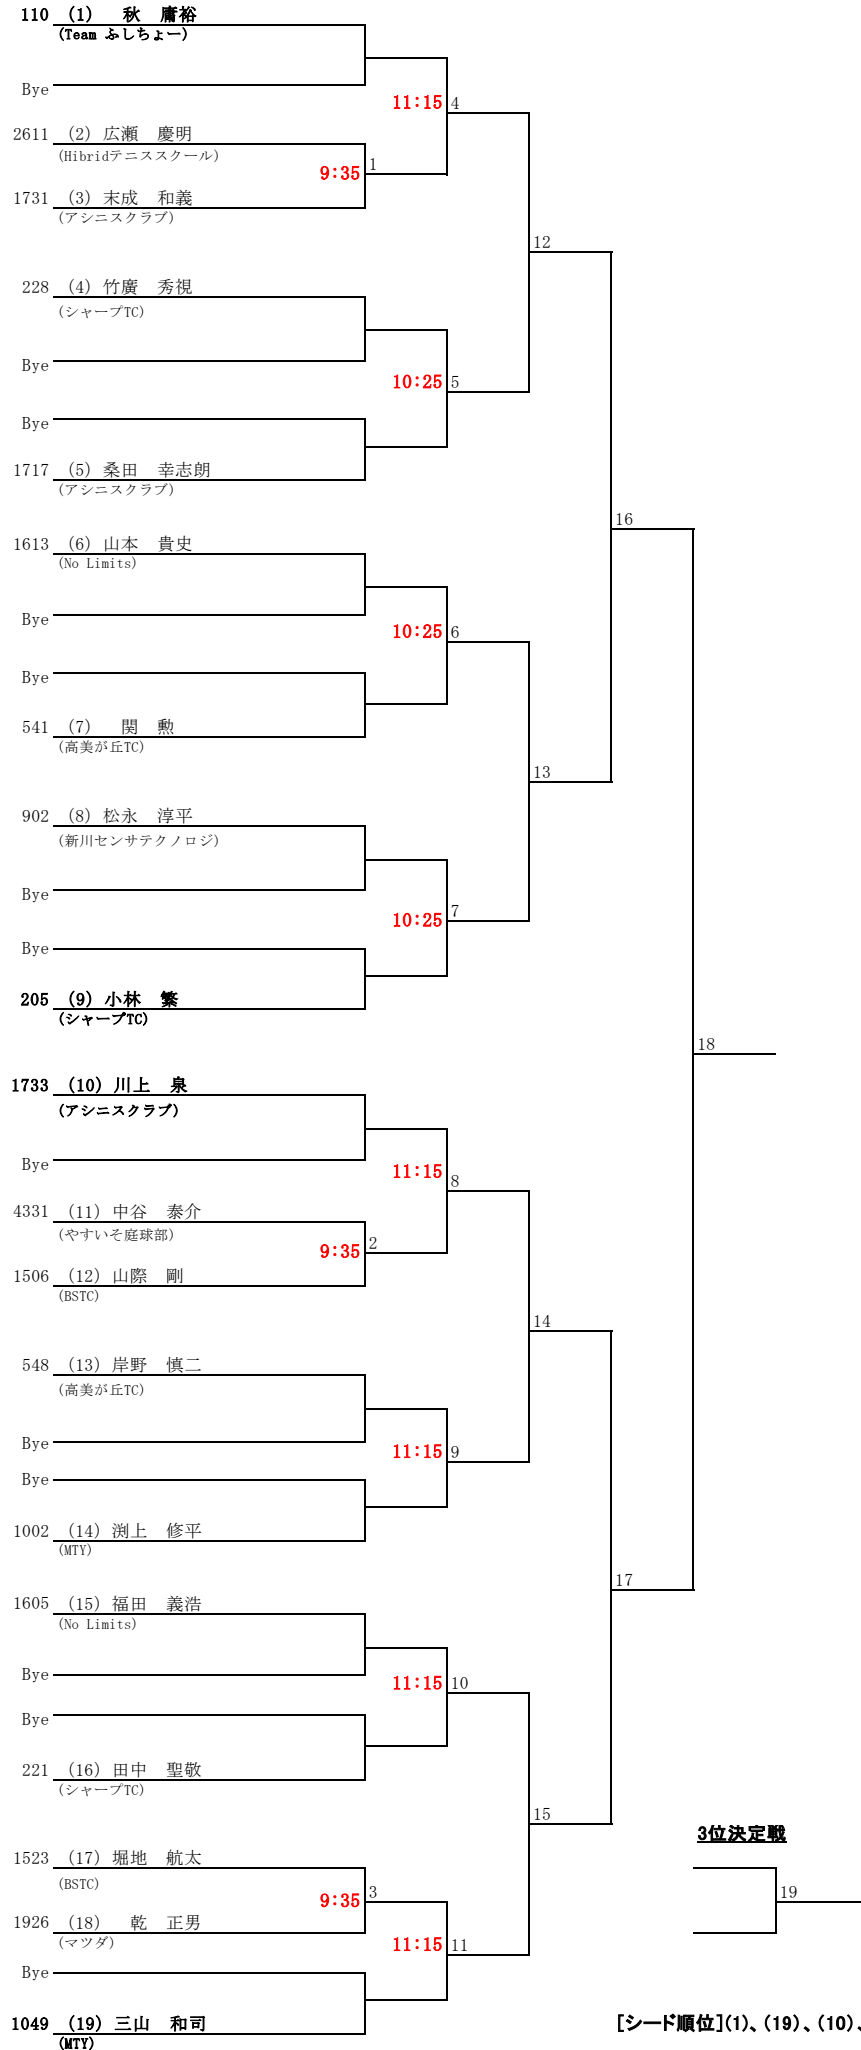 110 (1)　秋　庸裕
(Team ふしちょー)
11:15 4
Bye
2611 (2) 広瀬　慶明
(Hibridテニススクール)
9:35 1
1731 (3) 末成　和義
(アシニスクラブ)
12
228 (4) 竹廣　秀視
(シャープTC)
Bye
10:25 5
Bye
1717 (5) 桑田　幸志朗
(アシニスクラブ)
16
1613 (6) 山本　貴史
(No Limits)
Bye
10:25 6
Bye
541 (7)　関　勲
(高美が丘TC)
13
902 (8) 松永　淳平
(新川センサテクノロジ)
Bye
10:25 7
Bye
205 (9) 小林　繁
(シャープTC)
18
1733 (10) 川上　泉
(アシニスクラブ)
Bye
11:15 8
4331 (11) 中谷　泰介
(やすいそ庭球部)
9:35 2
1506 (12) 山際　剛
(BSTC)
14
548 (13) 岸野　慎二
(高美が丘TC)
Bye
11:15 9
Bye
1002 (14) 渕上　修平
(MTY)
17
1605 (15) 福田　義浩
(No Limits)
Bye
11:15 10
Bye
221 (16) 田中　聖敬
(シャープTC)
15
3位決定戦
1523 (17) 堀地　航太
(BSTC)
9:35 3
19
1926 (18)　乾　正男
(マツダ)
11:15 11
Bye
1049 (19) 三山　和司
(MTY)
[シード順位](1)、(19)、(10)、